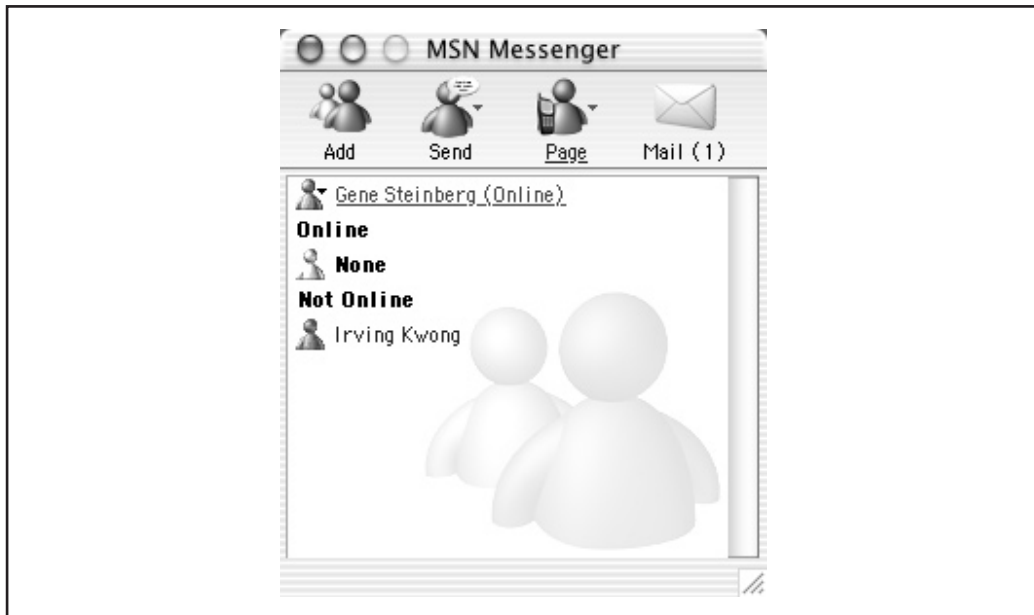 MSN Messenger
Add Send Page Mail (1)
Gene Steinberg (Online)
Online
None
Not Online
Irving Kwong